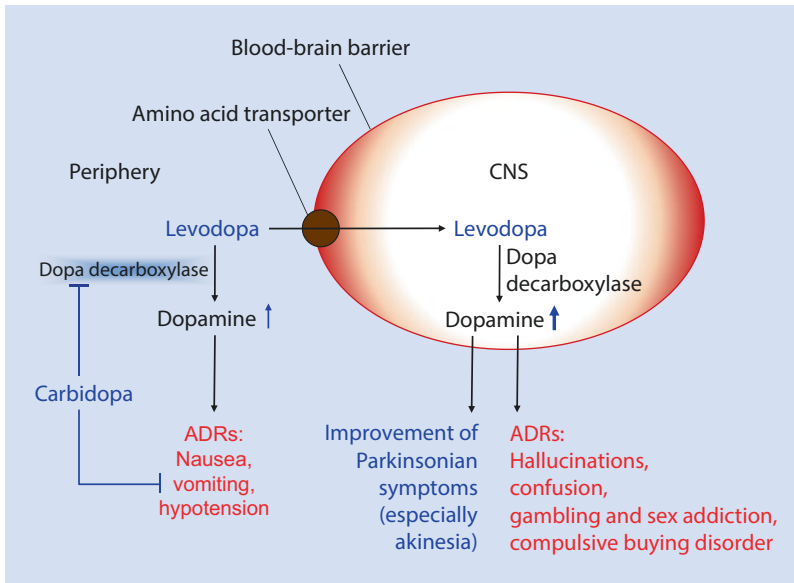 Blood-brain barrier
Amino acid transporter
Periphery
CNS
Levodopa
Levodopa
Dopa decarboxylase
Dopa
decarboxylase
Dopamine
Dopamine
Carbidopa
ADRs:
Nausea,
vomiting,
hypotension
Improvement of
Parkinsonian
symptoms
(especially
akinesia)
ADRs:
Hallucinations,
confusion,
gambling and sex addiction,
compulsive buying disorder